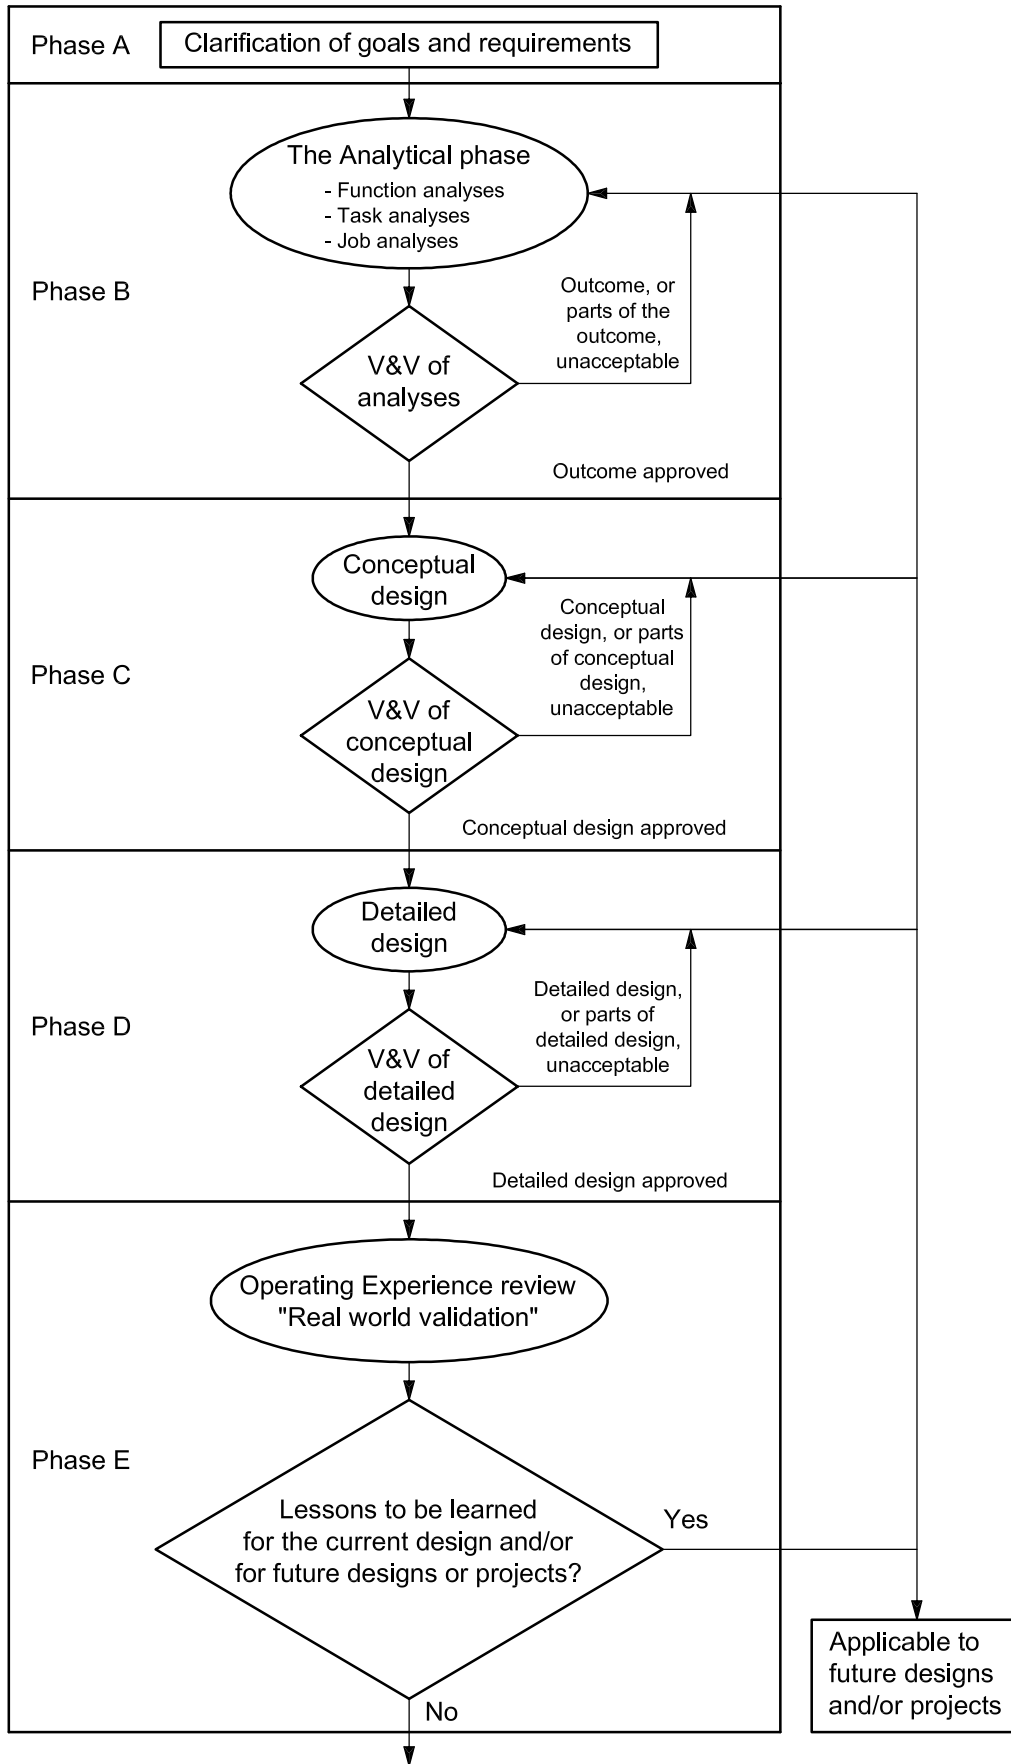 Phase A
Clarification of goals and requirements
Phase B
The Analytical phase
- Function analyses
- Task analyses
- Job analyses
Outcome, or
parts of the
outcome,
unacceptable
V&V of
analyses
Outcome approved
Phase C
Conceptual
design
Conceptual
design, or parts
of conceptual
design,
unacceptable
V&V of
conceptual
design
Conceptual design approved
Phase D
Detailed
design
Detailed design,
or parts of
detailed design,
unacceptable
V&V of
detailed
design
Detailed design approved
Phase E
Operating Experience review
"Real world validation"
Lessons to be learned
for the current design and/or
for future designs or projects?
Yes
No
Applicable to
future designs
and/or projects